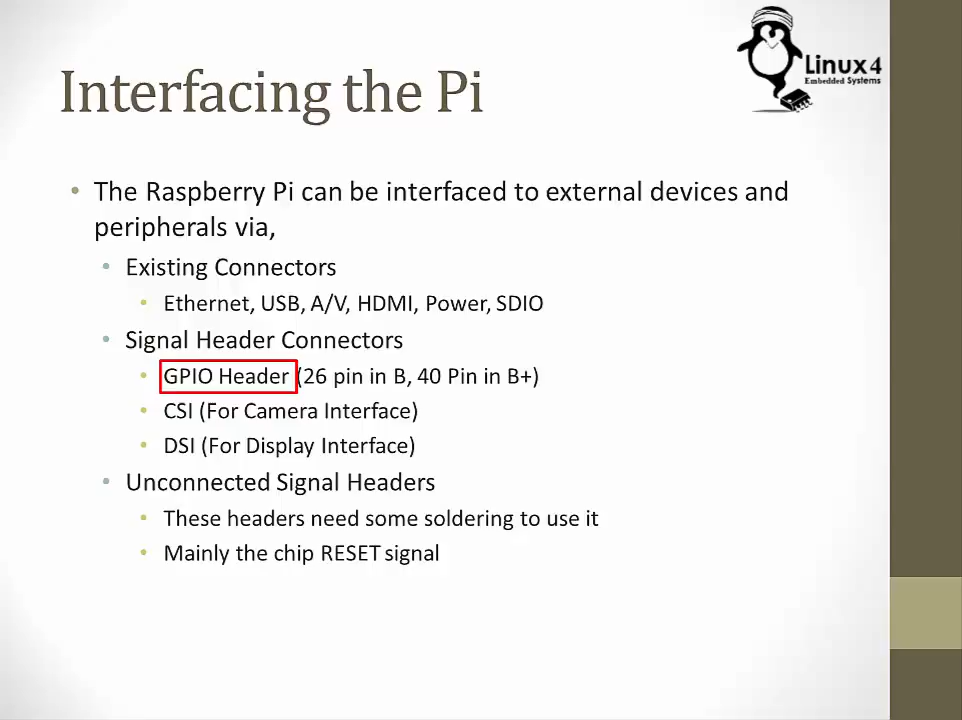 Linux4
Embedded Systems
Interfacing the Pi
• The Raspberry Pi can be interfaced to external devices and
peripherals via,
• Existing Connectors
• Ethernet, USB, A/V, HDMI, Power, SDIO
• Signal Header Connectors
• GPIO Header (26 pin in B, 40 Pin in B+)
• CSI (For Camera Interface)
• DSI (For Display Interface)
• Unconnected Signal Headers
• These headers need some soldering to use it
• Mainly the chip RESET signal